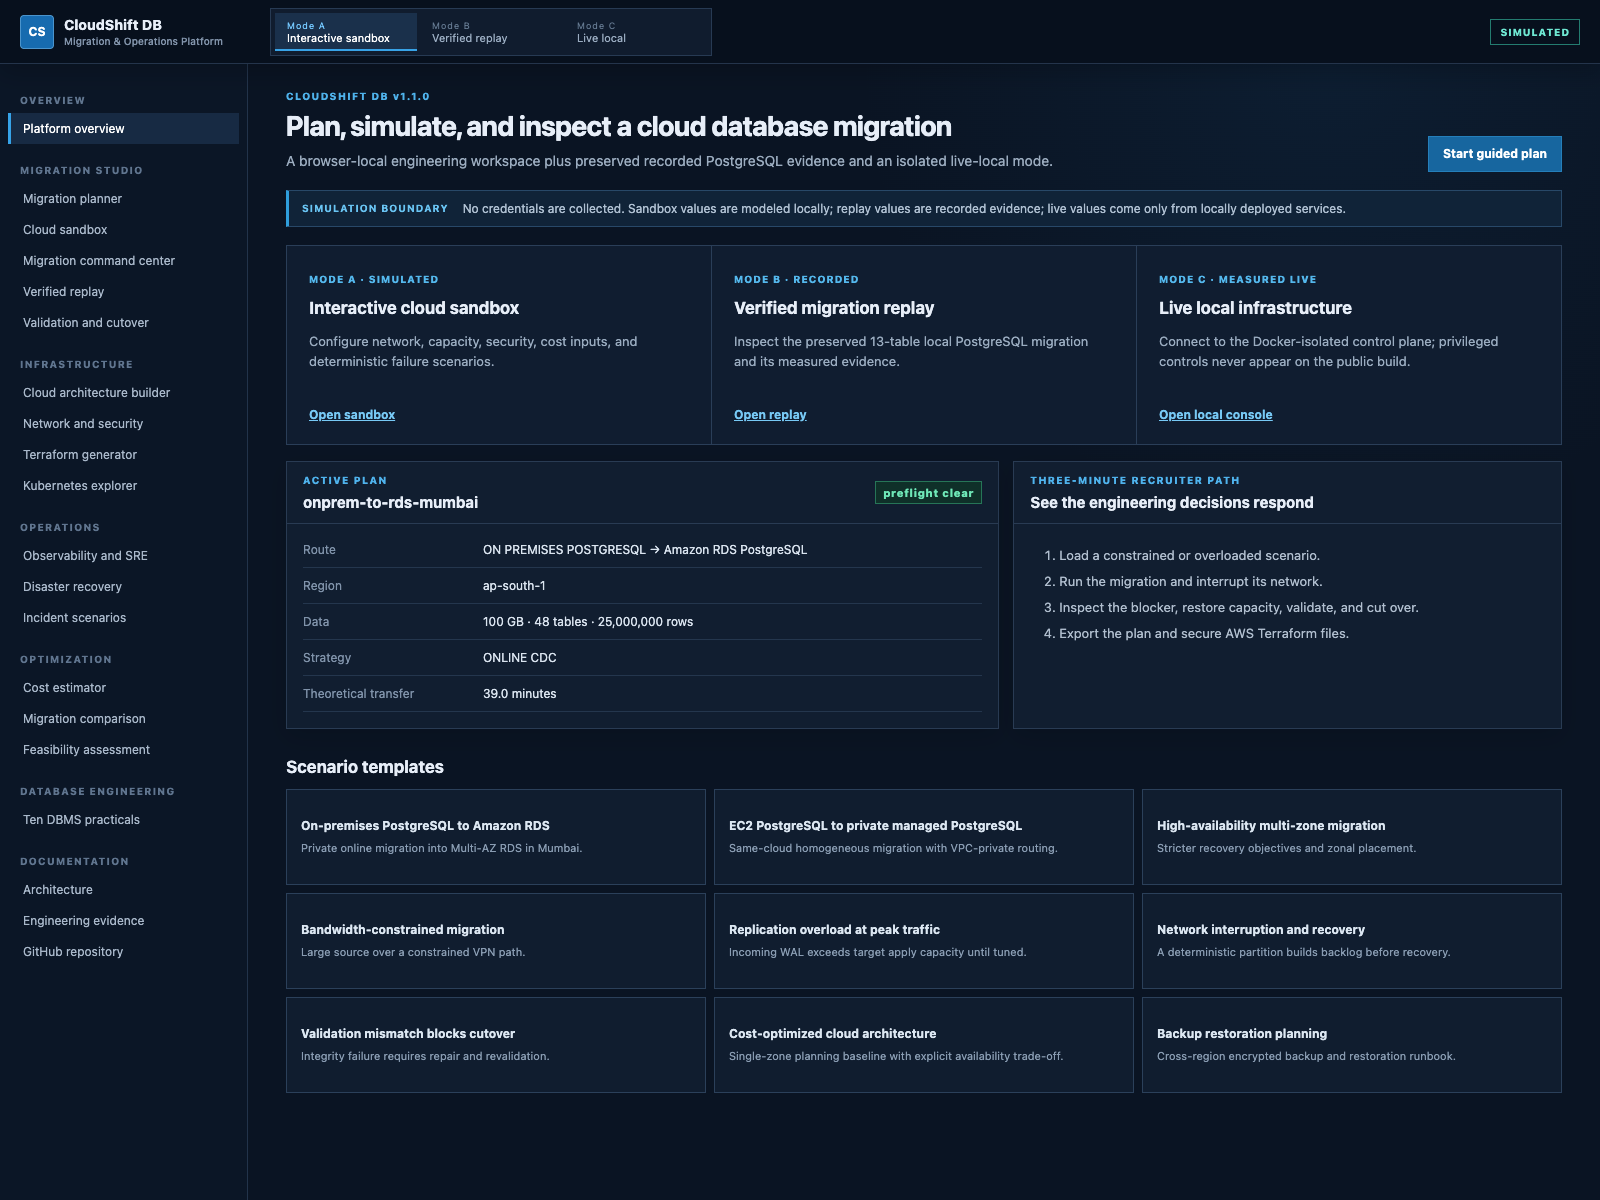 CS
CloudShift DB
Migration & Operations Platform
Mode A
Interactive sandbox
Mode B
Verified replay
Mode C
Live local
SIMULATED
OVERVIEW
Platform overview
MIGRATION STUDIO
Migration planner
Cloud sandbox
Migration command center
Verified replay
Validation and cutover
INFRASTRUCTURE
Cloud architecture builder
Network and security
Terraform generator
Kubernetes explorer
OPERATIONS
Observability and SRE
Disaster recovery
Incident scenarios
OPTIMIZATION
Cost estimator
Migration comparison
Feasibility assessment
DATABASE ENGINEERING
Ten DBMS practicals
DOCUMENTATION
Architecture
Engineering evidence
GitHub repository
CLOUDSHIFT DB v1.1.0
Plan, simulate, and inspect a cloud database migration
A browser-local engineering workspace plus preserved recorded PostgreSQL evidence and an isolated live-local mode.
Start guided plan
SIMULATION BOUNDARY No credentials are collected. Sandbox values are modeled locally; replay values are recorded evidence; live values come only from locally deployed services.
MODE A · SIMULATED
Interactive cloud sandbox
Configure network, capacity, security, cost inputs, and
deterministic failure scenarios.
Open sandbox
MODE B · RECORDED
Verified migration replay
Inspect the preserved 13-table local PostgreSQL migration
and its measured evidence.
Open replay
MODE C · MEASURED LIVE
Live local infrastructure
Connect to the Docker-isolated control plane; privileged
controls never appear on the public build.
Open local console
ACTIVE PLAN
onprem-to-rds-mumbai
preflight clear
Route ON PREMISES POSTGRESQL → Amazon RDS PostgreSQL
Region ap-south-1
Data 100 GB · 48 tables · 25,000,000 rows
Strategy ONLINE CDC
Theoretical transfer 39.0 minutes
THREE-MINUTE RECRUITER PATH
See the engineering decisions respond
1. Load a constrained or overloaded scenario.
2. Run the migration and interrupt its network.
3. Inspect the blocker, restore capacity, validate, and cut over.
4. Export the plan and secure AWS Terraform files.
Scenario templates
On-premises PostgreSQL to Amazon RDS
Private online migration into Multi-AZ RDS in Mumbai.
EC2 PostgreSQL to private managed PostgreSQL
Same-cloud homogeneous migration with VPC-private routing.
High-availability multi-zone migration
Stricter recovery objectives and zonal placement.
Bandwidth-constrained migration
Large source over a constrained VPN path.
Replication overload at peak traffic
Incoming WAL exceeds target apply capacity until tuned.
Network interruption and recovery
A deterministic partition builds backlog before recovery.
Validation mismatch blocks cutover
Integrity failure requires repair and revalidation.
Cost-optimized cloud architecture
Single-zone planning baseline with explicit availability trade-off.
Backup restoration planning
Cross-region encrypted backup and restoration runbook.